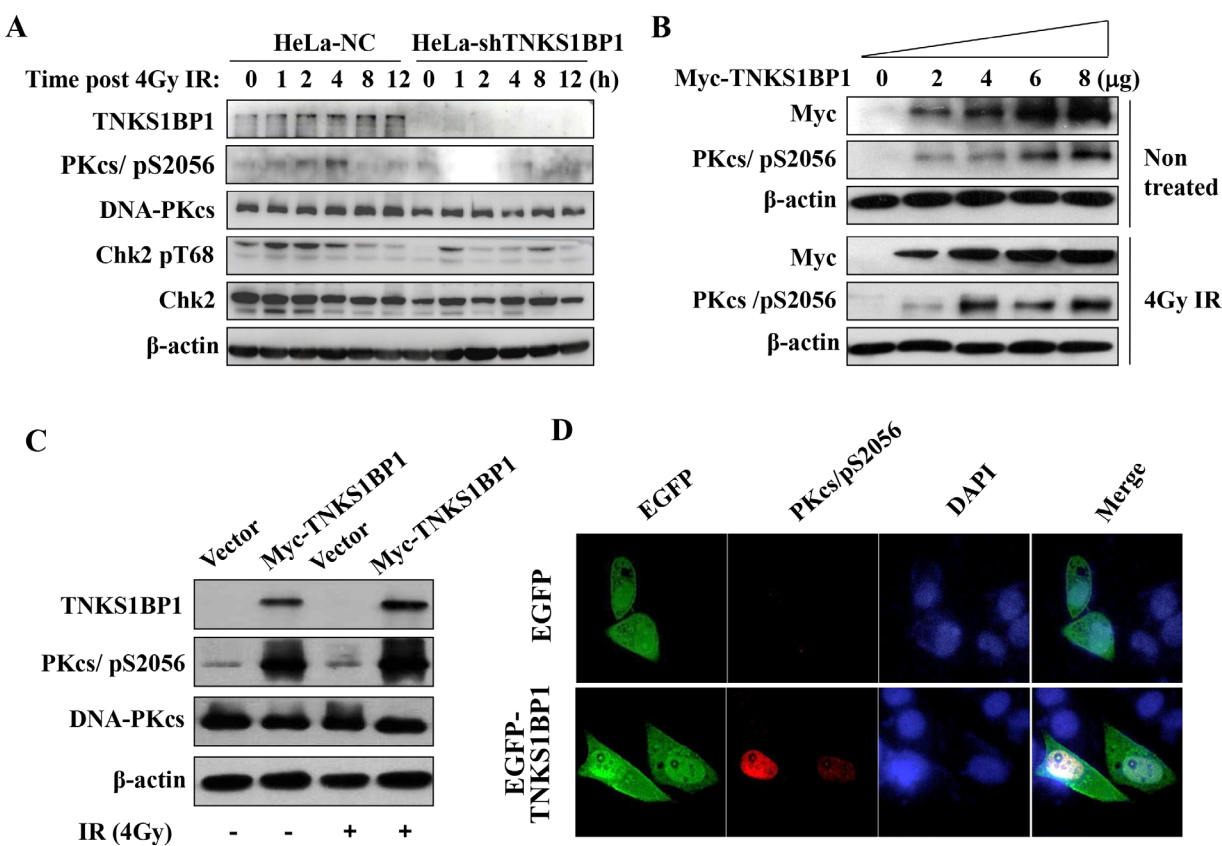 A
HeLa-NC HeLa-shTNKS1BP1
Time post 4Gy IR: 0 1 2 4 8 12 0 1 2 4 8 12 (h)
TNKS1BP1
PKcs/ pS2056
DNA-PKcs
Chk2 pT68
Chk2
β-actin
B
Myc-TNKS1BP1 0 2 4 6 8 (μg)
Myc
PKcs/ pS2056
β-actin
Non
treated
Myc
PKcs /pS2056
β-actin
4Gy IR
C
Vector Myc-TNKS1BP1 Vector Myc-TNKS1BP1
TNKS1BP1
PKcs/ pS2056
DNA-PKcs
β-actin
IR (4Gy) - - + +
D
EGFP PKcs/pS2056 DAPI Merge
EGFP
EGFP-
TNKS1BP1